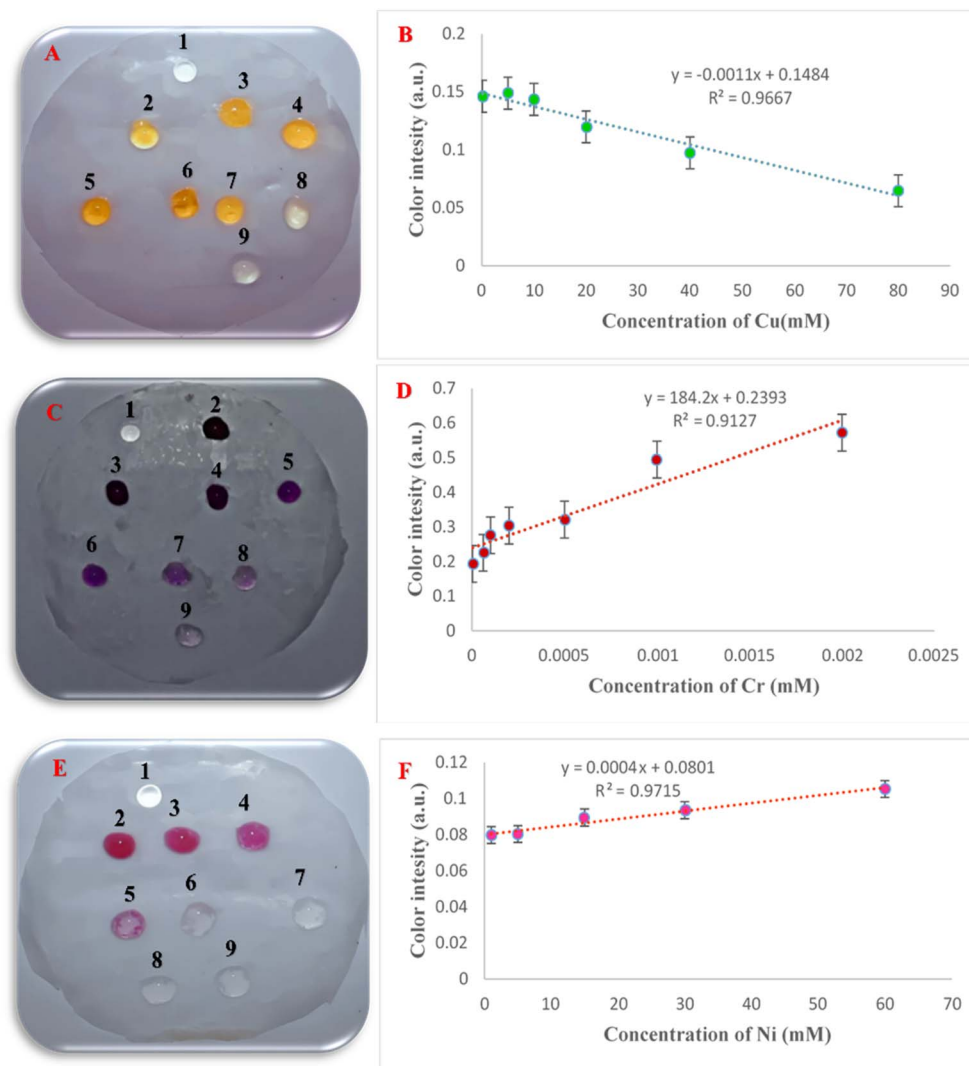 A
1
2
3
4
5
6
7
8
9
B
0.2
0.15
0.1
0.05
0
y = -0.0011x + 0.1484
R² = 0.9667
Color intesity (a.u.)
0 10 20 30 40 50 60 70 80 90
Concentration of Cu(mM)
C
1
2
3
4
5
6
7
8
9
D
0.7
0.6
0.5
0.4
0.3
0.2
0.1
0
y = 184.2x + 0.2393
R² = 0.9127
Color intesity (a.u.)
0 0.0005 0.001 0.0015 0.002 0.0025
Concentration of Cr (mM)
E
1
2
3
4
5
6
7
8
9
F
0.12
0.1
0.08
0.06
0.04
0.02
0
y = 0.0004x + 0.0801
R² = 0.9715
Color intesity (a.u.)
0 10 20 30 40 50 60 70
Concentration of Ni (mM)